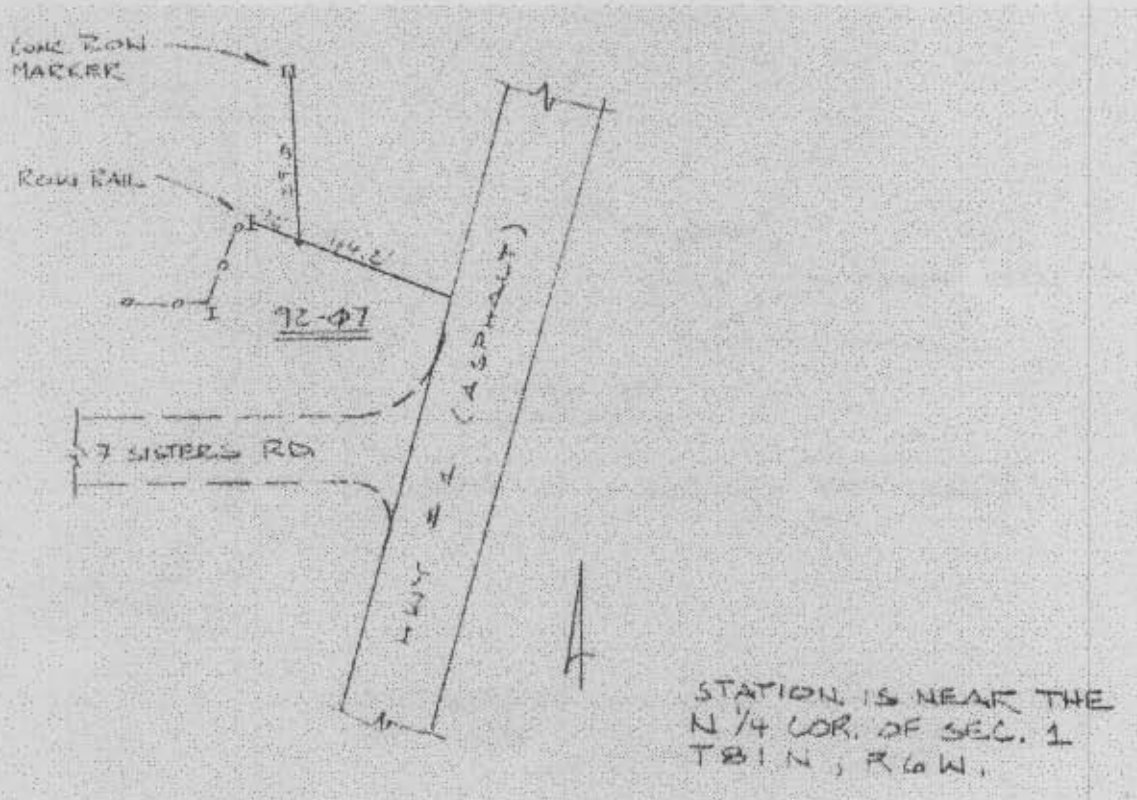 CONC ROW
MARKER
ROW RAIL
44.2'
92-07
7 SISTERS RD.
(ASPHALT)
HWY # 2
STATION IS NEAR THE
N 1/4 COR. OF SEC. 1
T81N, R6W.